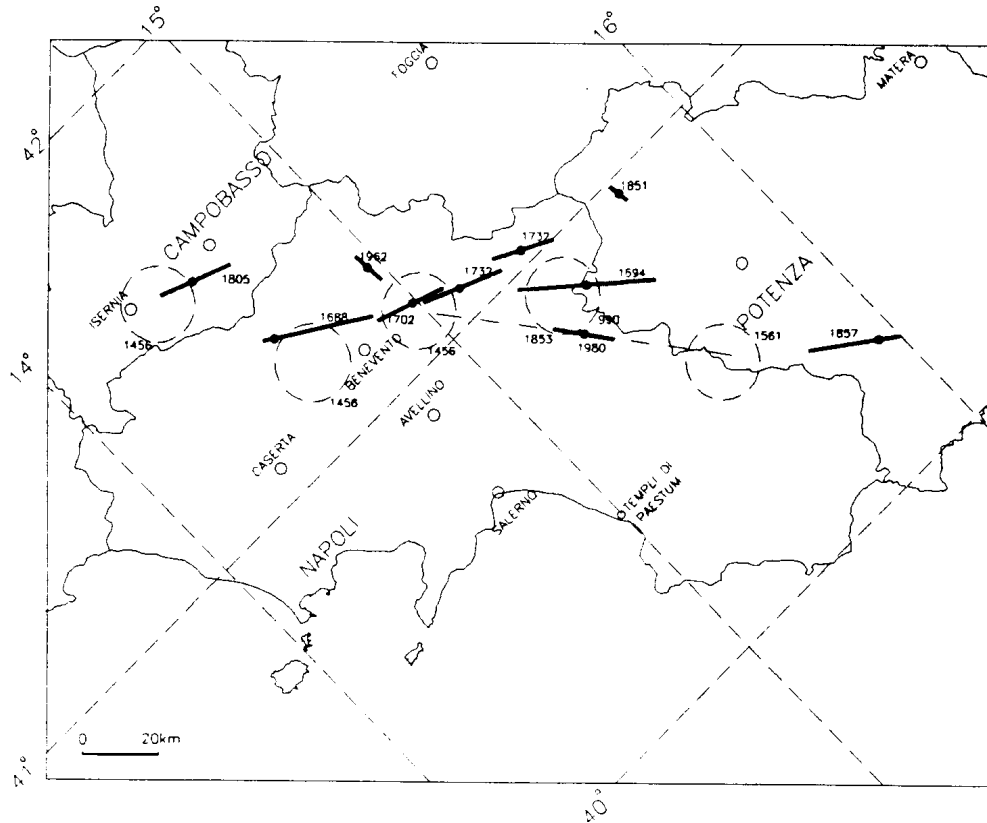 15°
16°
FOGGIA
MATERA
42°
CAMPOBASSO
1851
1732
1962
1732
1805
1694
POTENZA
ISERNIA
1688
1702
990
1456
1853
1561
1857
1980
1456
BENEVENTO
14°
1456
AVELLINO
CASERTA
TEMPLI DI
PAESTUM
SALERNO
NAPOLI
0 20km
41°
40°